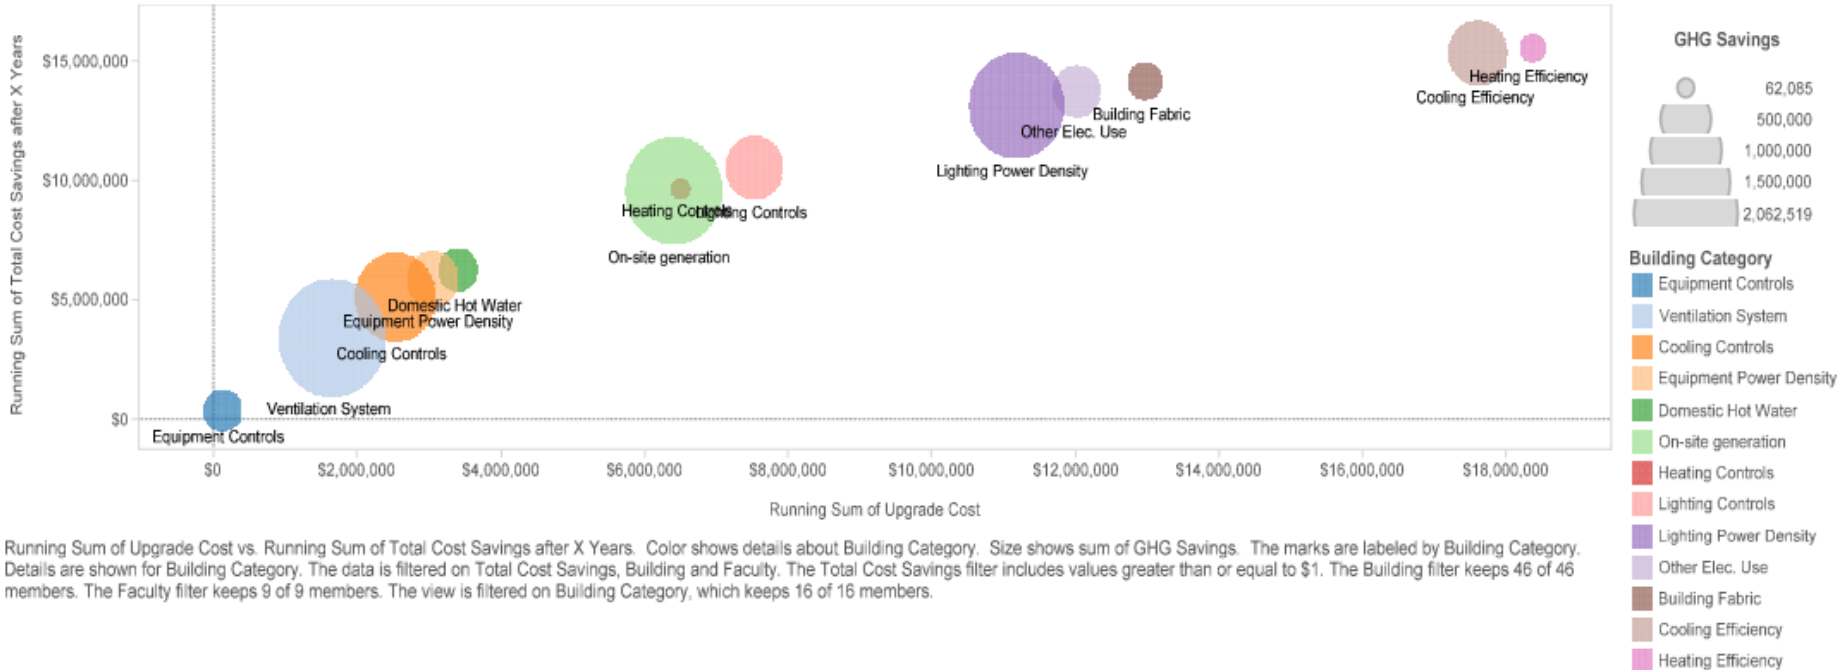 Running Sum of Total Cost Savings after X Years
$15,000,000
$10,000,000
$5,000,000
$0
Heating Efficiency
Cooling Efficiency
Building Fabric
Other Elec. Use
Lighting Power Density
Heating Controls
Lighting Controls
On-site generation
Domestic Hot Water
Equipment Power Density
Cooling Controls
Ventilation System
Equipment Controls
$0
$2,000,000
$4,000,000
$6,000,000
$8,000,000
$10,000,000
$12,000,000
$14,000,000
$16,000,000
$18,000,000
Running Sum of Upgrade Cost
GHG Savings
62,085
500,000
1,000,000
1,500,000
2,062,519
Building Category
Equipment Controls
Ventilation System
Cooling Controls
Equipment Power Density
Domestic Hot Water
On-site generation
Heating Controls
Lighting Controls
Lighting Power Density
Other Elec. Use
Building Fabric
Cooling Efficiency
Heating Efficiency
Running Sum of Upgrade Cost vs. Running Sum of Total Cost Savings after X Years. Color shows details about Building Category. Size shows sum of GHG Savings. The marks are labeled by Building Category.
Details are shown for Building Category. The data is filtered on Total Cost Savings, Building and Faculty. The Total Cost Savings filter includes values greater than or equal to $1. The Building filter keeps 46 of 46
members. The Faculty filter keeps 9 of 9 members. The view is filtered on Building Category, which keeps 16 of 16 members.